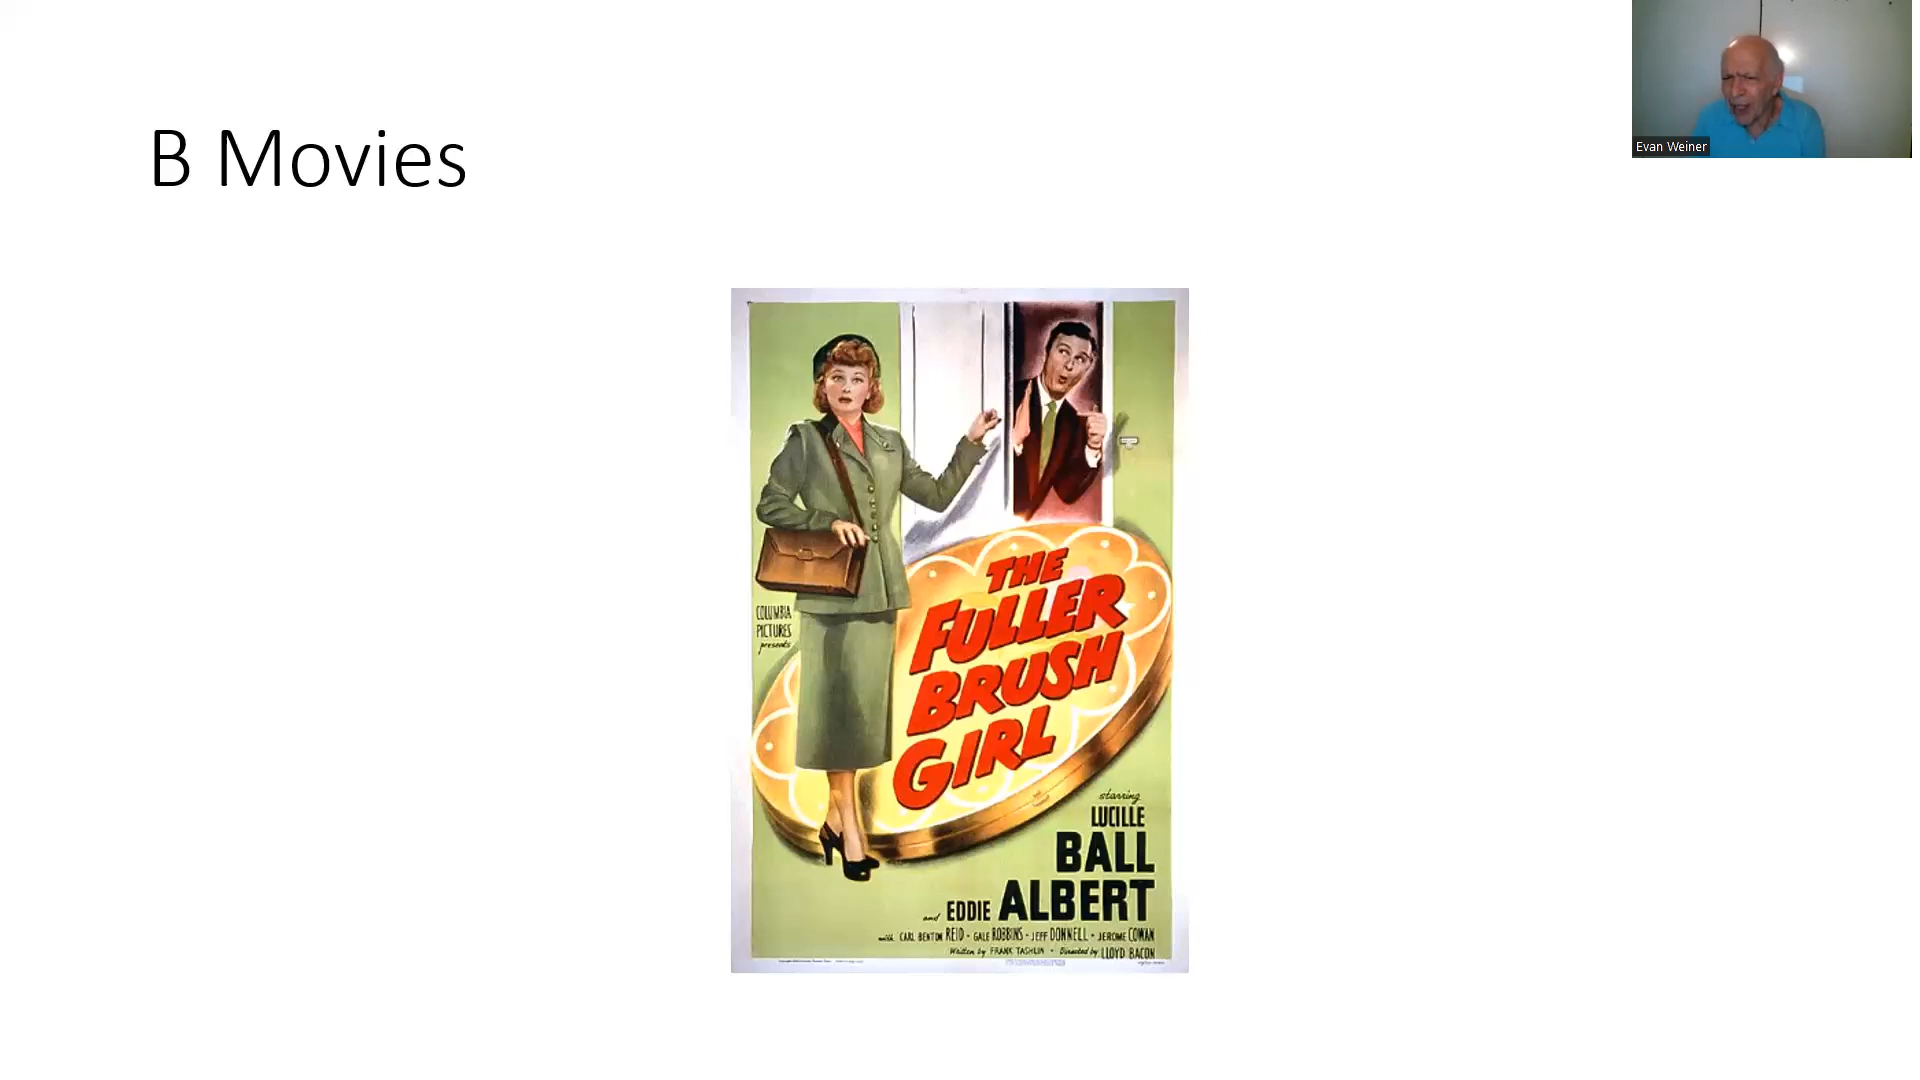 B Movies
Evan Weiner
COLUMBIA
PICTURES
presents
THE
FULLER
BRUSH
GIRL
starring
LUCILLE
BALL
and EDDIE ALBERT
with CARL BENTON REID - GALE ROBBINS - JEFF DONNELL - JEROME COWAN
Written by FRANK TASHLIN - Directed by LLOYD BACON